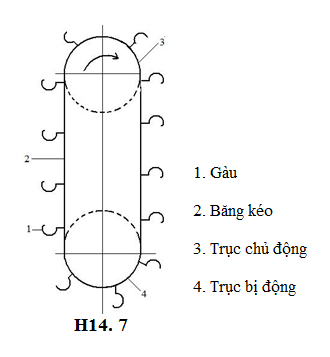 3
2
1
4
1. Gàu
2. Băng kéo
3. Trục chủ động
4. Trục bị động
H14. 7